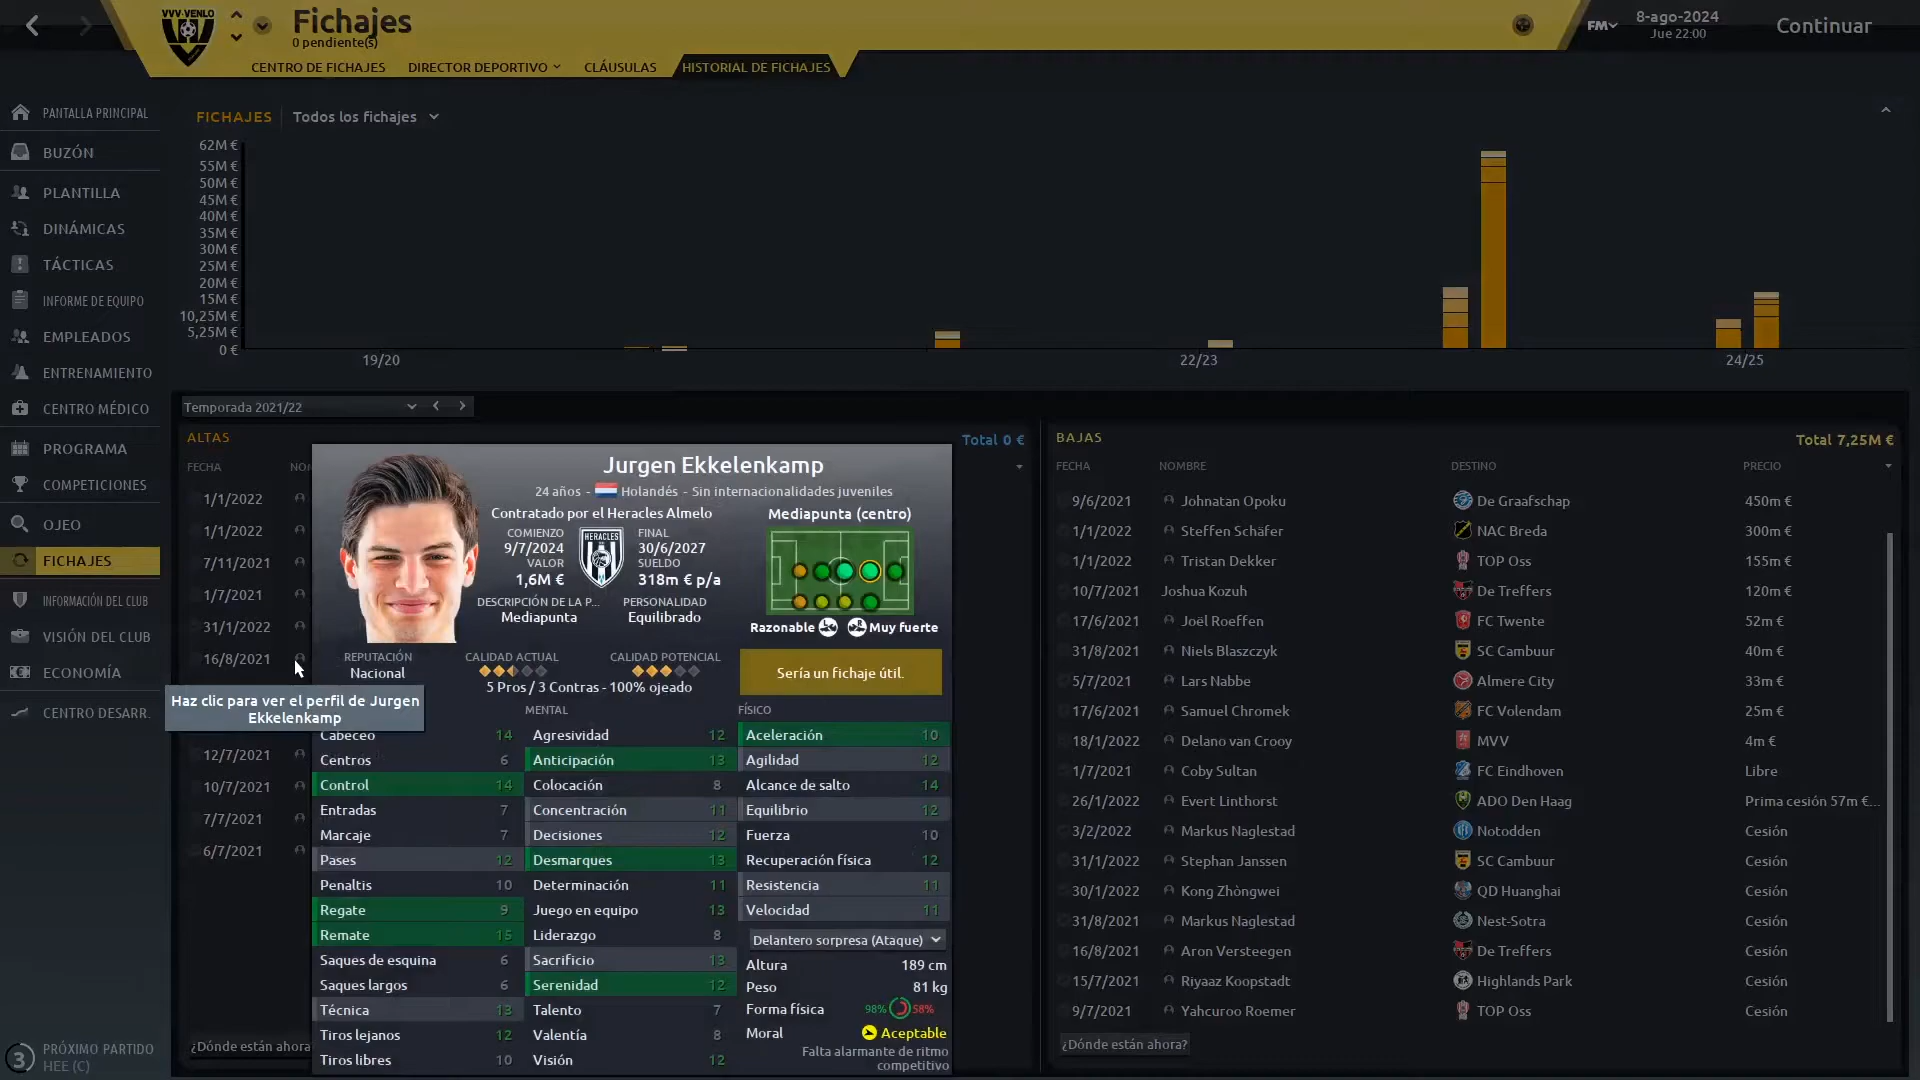 VVV-VENLO
Fichajes
0 pendiente(s)
FM
8-ago-2024
Jue 22:00
Continuar
CENTRO DE FICHAJES
DIRECTOR DEPORTIVO
CLÁUSULAS
HISTORIAL DE FICHAJES
PANTALLA PRINCIPAL
BUZÓN
PLANTILLA
DINÁMICAS
TÁCTICAS
INFORME DE EQUIPO
EMPLEADOS
ENTRENAMIENTO
CENTRO MÉDICO
PROGRAMA
COMPETICIONES
OJEO
FICHAJES
INFORMACIÓN DEL CLUB
VISIÓN DEL CLUB
ECONOMÍA
CENTRO DESARR.
3 PRÓXIMO PARTIDO
HEE (C)
FICHAJES
Todos los fichajes
62M €
55M €
50M €
45M €
40M €
35M €
30M €
25M €
20M €
15M €
10,25M €
5,25M €
0 €
19/20
22/23
24/25
Temporada 2021/22
ALTAS
Total 0 €
FECHA
1/1/2022
1/1/2022
7/11/2021
1/7/2021
31/1/2022
16/8/2021
12/7/2021
10/7/2021
7/7/2021
6/7/2021
¿Dónde están ahora
Haz clic para ver el perfil de Jurgen
Ekkelenkamp
Jurgen Ekkelenkamp
24 años - Holandés - Sin internacionalidades juveniles
Contratado por el Heracles Almelo
COMIENZO
9/7/2024
VALOR
1,6M €
HERACLES
FINAL
30/6/2027
SUELDO
318m € p/a
DESCRIPCIÓN DE LA P...
Mediapunta
PERSONALIDAD
Equilibrado
Mediapunta (centro)
Razonable
Muy fuerte
REPUTACIÓN
Nacional
CALIDAD ACTUAL
CALIDAD POTENCIAL
5 Pros / 3 Contras - 100% ojeado
Sería un fichaje útil.
MENTAL
FÍSICO
Cabeceo 14
Centros 6
Control 14
Entradas 7
Marcaje 7
Pases 12
Penaltis 10
Regate 9
Remate 15
Saques de esquina 6
Saques largos 6
Técnica 13
Tiros lejanos 12
Tiros libres 10
Agresividad 12
Anticipación 13
Colocación 8
Concentración 11
Decisiones 12
Desmarques 13
Determinación 11
Juego en equipo 13
Liderazgo 8
Sacrificio 13
Serenidad 12
Talento 7
Valentía 8
Visión 12
Aceleración 10
Agilidad 12
Alcance de salto 14
Equilibrio 12
Fuerza 10
Recuperación física 12
Resistencia 11
Velocidad 11
Delantero sorpresa (Ataque)
Altura 189 cm
Peso 81 kg
Forma física 98% 58%
Moral Aceptable
Falta alarmante de ritmo
competitivo
BAJAS
Total 7,25M €
FECHA NOMBRE DESTINO PRECIO
9/6/2021 Johnatan Opoku De Graafschap 450m €
1/1/2022 Steffen Schäfer NAC Breda 300m €
1/1/2022 Tristan Dekker TOP Oss 155m €
10/7/2021 Joshua Kozuh De Treffers 120m €
17/6/2021 Joël Roeffen FC Twente 52m €
31/8/2021 Niels Blaszczyk SC Cambuur 40m €
5/7/2021 Lars Nabbe Almere City 33m €
17/6/2021 Samuel Chromek FC Volendam 25m €
18/1/2022 Delano van Crooy MVV 4m €
1/7/2021 Coby Sultan FC Eindhoven Libre
26/1/2022 Evert Linthorst ADO Den Haag Prima cesión 57m €...
3/2/2022 Markus Naglestad Notodden Cesión
31/1/2022 Stephan Janssen SC Cambuur Cesión
30/1/2022 Kong Zhòngwei QD Huanghai Cesión
31/8/2021 Markus Naglestad Nest-Sotra Cesión
16/8/2021 Aron Versteegen De Treffers Cesión
15/7/2021 Riyaaz Koopstadt Highlands Park Cesión
9/7/2021 Yahcuroo Roemer TOP Oss Cesión
¿Dónde están ahora?